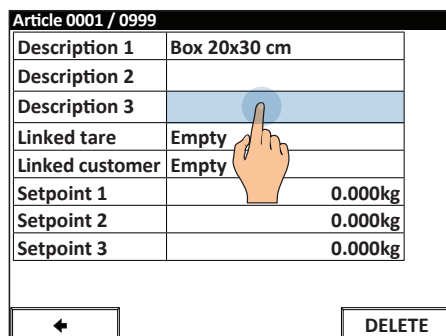 Article 0001 / 0999
Description 1 Box 20x30 cm
Description 2
Description 3
Linked tare Empty
Linked customer Empty
Setpoint 1 0.000kg
Setpoint 2 0.000kg
Setpoint 3 0.000kg
DELETE